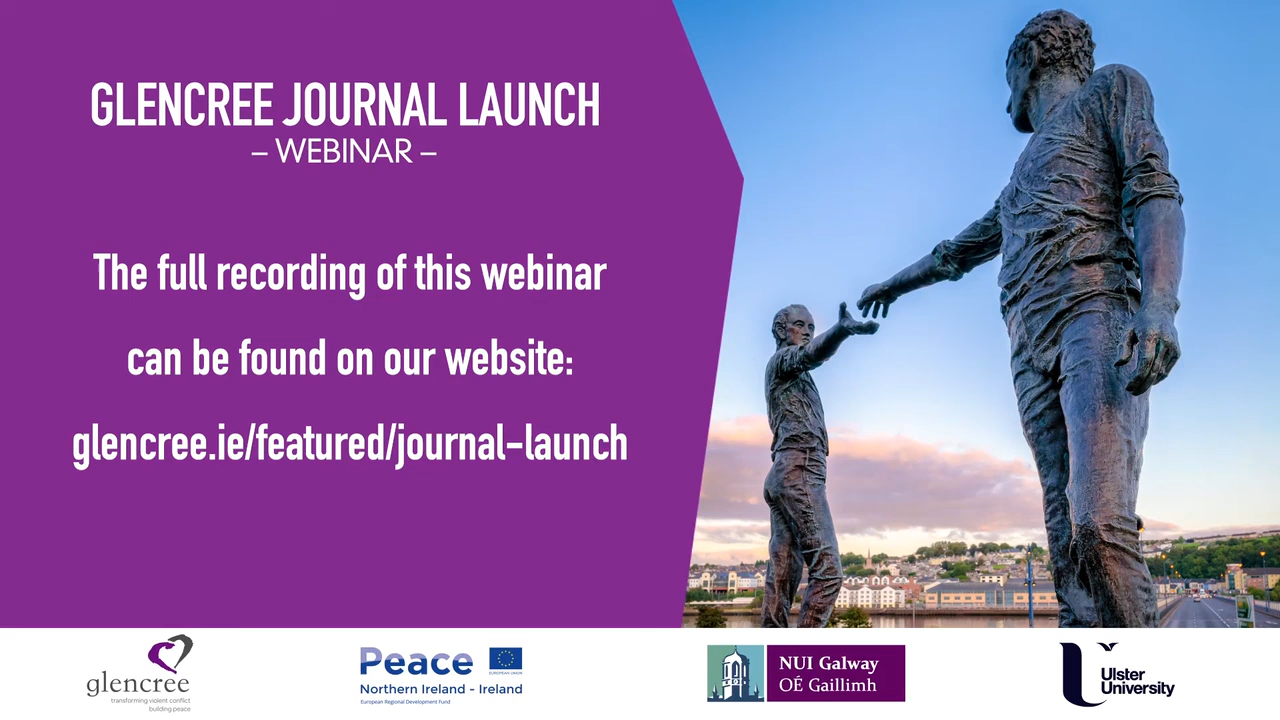 GLENCREE JOURNAL LAUNCH
– WEBINAR –
The full recording of this webinar
can be found on our website:
glencree.ie/featured/journal-launch
glencree
transforming violent conflict
building peace
Peace
EUROPEAN UNION
Northern Ireland - Ireland
European Regional Development Fund
NUI Galway
OÉ Gaillimh
Ulster
University